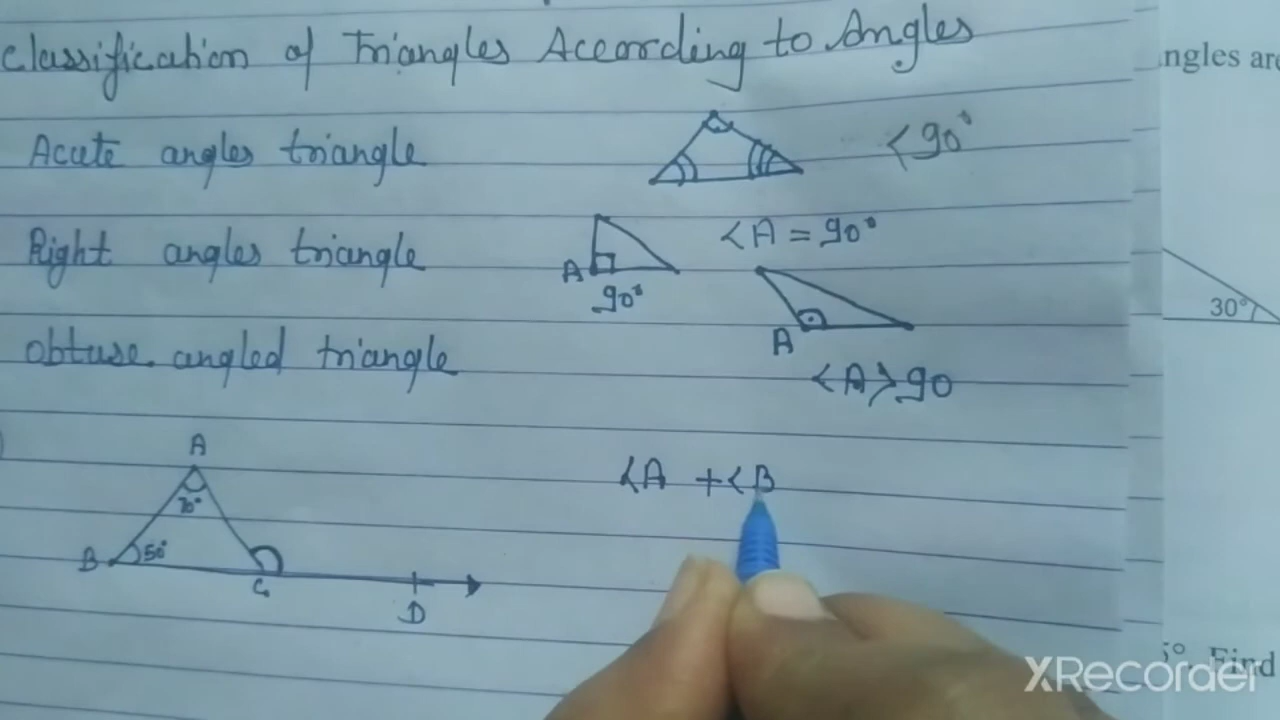 Classification of Triangles According to Angles
ngles are
Acute angles triangle
<90°
Right angles triangle
A
90°
<A = 90°
30°
Obtuse angled triangle
A
<A>90
A
70°
B
50°
C
D
<A + <B
5°. Find
XRecorder